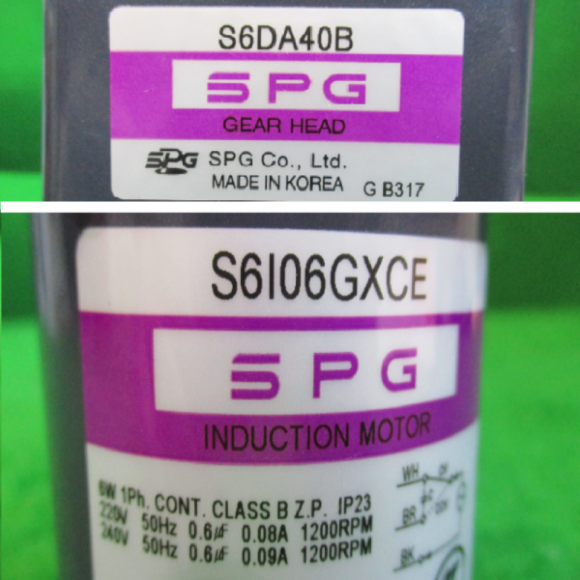 S6DA40B
SPG
GEAR HEAD
SPG SPG Co., Ltd.
MADE IN KOREA G B317
S6I06GXCE
SPG
INDUCTION MOTOR
6W 1Ph. CONT. CLASS B Z.P. IP23
220V 50Hz 0.6㎌ 0.08A 1200RPM
240V 50Hz 0.6㎌ 0.09A 1200RPM
WH
BR
BK